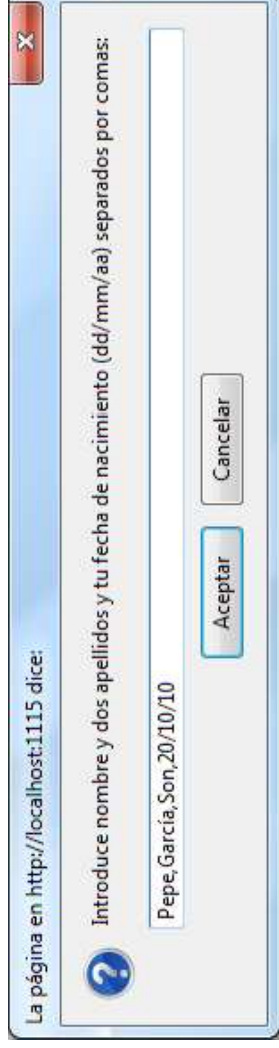 La página en http://localhost:1115 dice:
Introduce nombre y dos apellidos y tu fecha de nacimiento (dd/mm/aa) separados por comas:
Pepe,García,Son,20/10/10
Aceptar
Cancelar